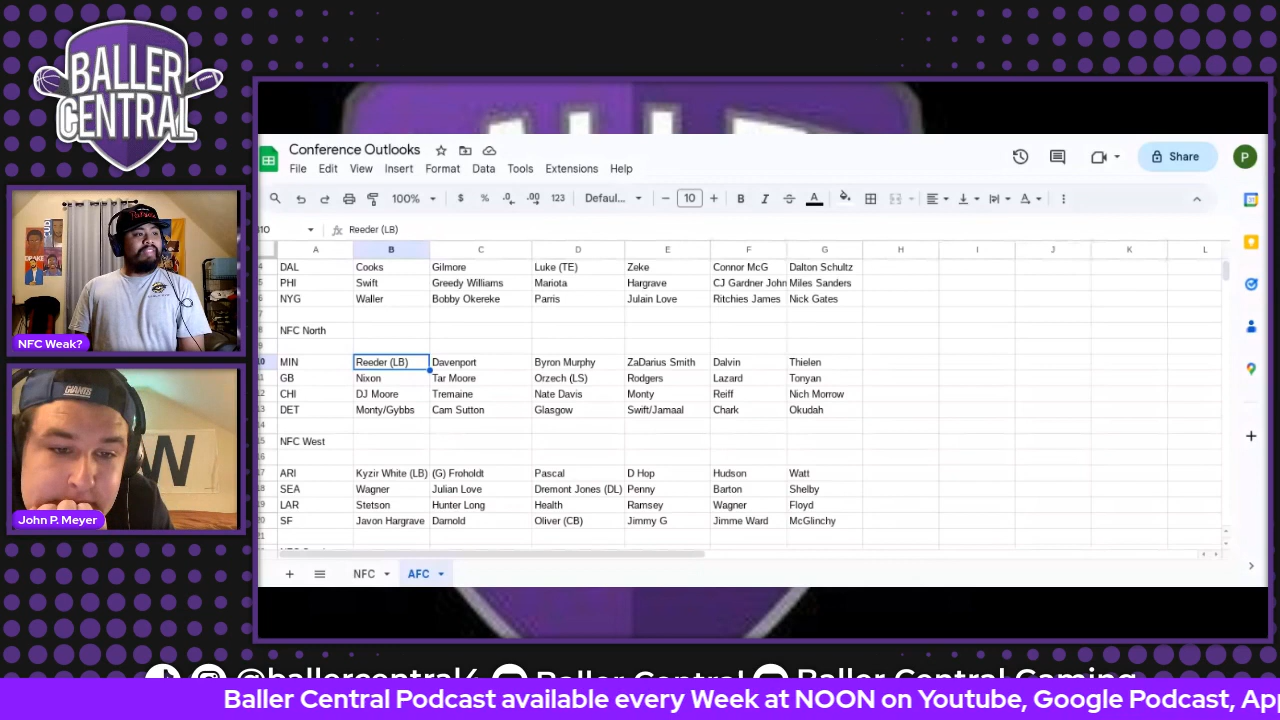 BALLER
CENTRAL
NFC Weak?
GIANTS
W
John P. Meyer
Conference Outlooks
File Edit View Insert Format Data Tools Extensions Help
Share
P
100% $ % .0 .00 123 Defaul... 10 B I A
Reeder (LB)
A B C D E F G H I J K L
DAL Cooks Gilmore Luke (TE) Zeke Connor McG Dalton Schultz
PHI Swift Greedy Williams Mariota Hargrave CJ Gardner John Miles Sanders
NYG Waller Bobby Okereke Parris Julain Love Ritchies James Nick Gates
NFC North
MIN Reeder (LB) Davenport Byron Murphy ZaDarius Smith Dalvin Thielen
GB Nixon Tar Moore Orzech (LS) Rodgers Lazard Tonyan
CHI DJ Moore Tremaine Nate Davis Monty Reiff Nich Morrow
DET Monty/Gybbs Cam Sutton Glasgow Swift/Jamaal Chark Okudah
NFC West
ARI Kyzir White (LB) (G) Froholdt Pascal D Hop Hudson Watt
SEA Wagner Julian Love Dremont Jones (DL) Penny Barton Shelby
LAR Stetson Hunter Long Health Ramsey Wagner Floyd
SF Javon Hargrave Darnold Oliver (CB) Jimmy G Jimme Ward McGlinchy
NFC AFC
Baller Central Baller Central Gaming
Baller Central Podcast available every Week at NOON on Youtube, Google Podcast, App